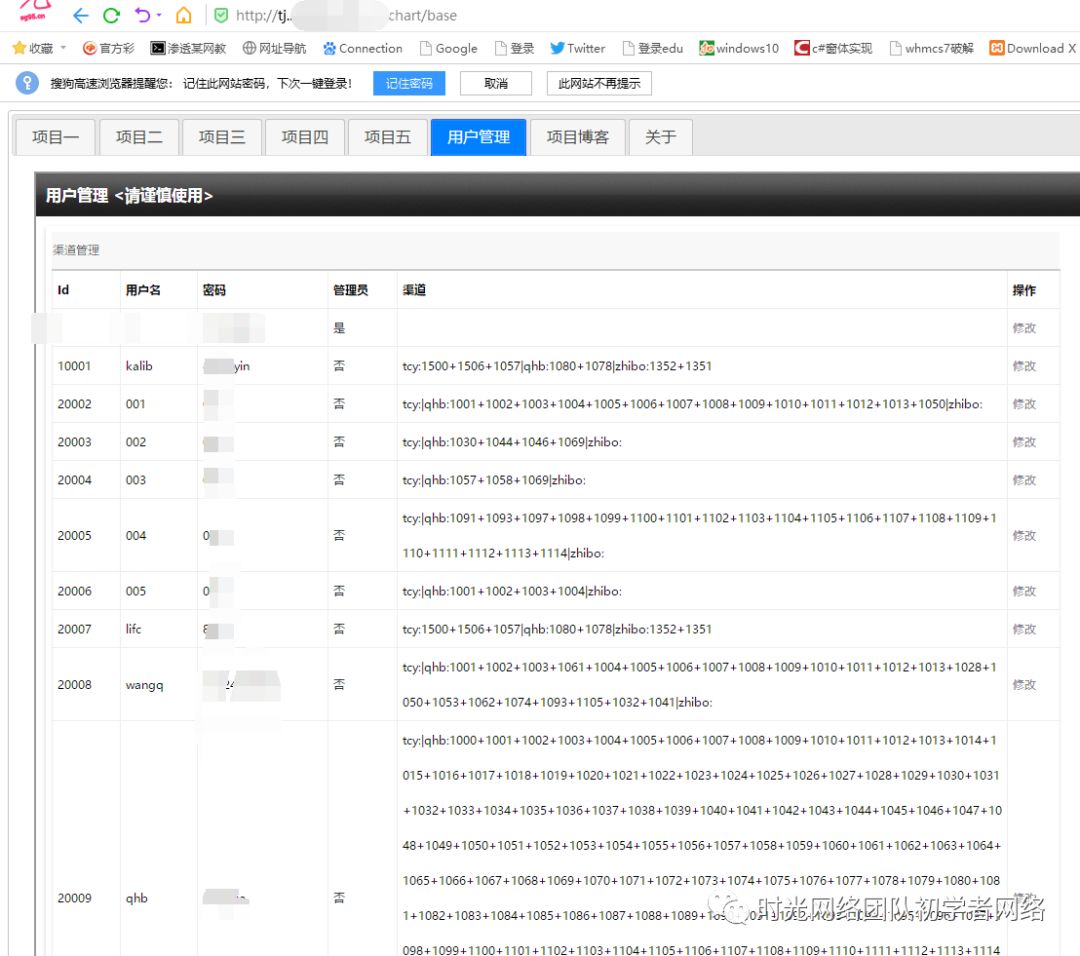 http://tj. chart/base
收藏 官方彩 渗透某网教 网址导航 Connection Google 登录 Twitter 登录edu windows10 c#窗体实现 whmcs7破解 Download X
搜狗高速浏览器提醒您： 记住此网站密码，下次一键登录！ 记住密码 取消 此网站不再提示
项目一 项目二 项目三 项目四 项目五 用户管理 项目博客 关于
用户管理 <请谨慎使用>
渠道管理
Id 用户名 密码 管理员 渠道 操作
是 修改
10001 kalib yin 否 tcy:1500+1506+1057|qhb:1080+1078|zhibo:1352+1351 修改
20002 001 否 tcy:|qhb:1001+1002+1003+1004+1005+1006+1007+1008+1009+1010+1011+1012+1013+1050|zhibo: 修改
20003 002 否 tcy:|qhb:1030+1044+1046+1069|zhibo: 修改
20004 003 否 tcy:|qhb:1057+1058+1069|zhibo: 修改
20005 004 0 否 tcy:|qhb:1091+1093+1097+1098+1099+1100+1101+1102+1103+1104+1105+1106+1107+1108+1109+1 修改
110+1111+1112+1113+1114|zhibo:
20006 005 0 否 tcy:|qhb:1001+1002+1003+1004|zhibo: 修改
20007 lifc 8 否 tcy:1500+1506+1057|qhb:1080+1078|zhibo:1352+1351 修改
20008 wangq 24 否 tcy:|qhb:1001+1002+1003+1061+1004+1005+1006+1007+1008+1009+1010+1011+1012+1013+1028+1 修改
050+1053+1062+1074+1093+1105+1032+1041|zhibo:
tcy:|qhb:1000+1001+1002+1003+1004+1005+1006+1007+1008+1009+1010+1011+1012+1013+1014+1
015+1016+1017+1018+1019+1020+1021+1022+1023+1024+1025+1026+1027+1028+1029+1030+1031
+1032+1033+1034+1035+1036+1037+1038+1039+1040+1041+1042+1043+1044+1045+1046+1047+10
48+1049+1050+1051+1052+1053+1054+1055+1056+1057+1058+1059+1060+1061+1062+1063+1064+
1065+1066+1067+1068+1069+1070+1071+1072+1073+1074+1075+1076+1077+1078+1079+1080+108
20009 qhb 否 修改
1+1082+1083+1084+1085+1086+1087+1088+1089+
时光网络团队初学者网络
098+1099+1100+1101+1102+1103+1104+1105+1106+1107+1108+1109+1110+1111+1112+1113+1114